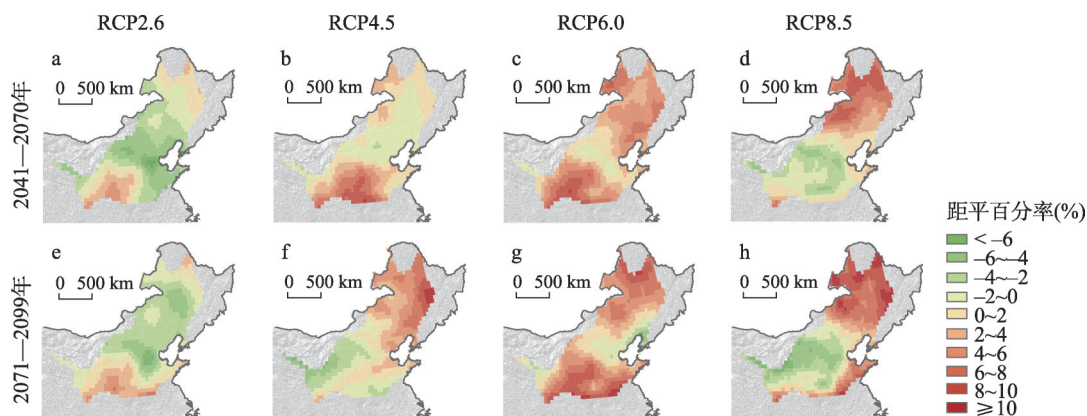 RCP2.6 RCP4.5 RCP6.0 RCP8.5
2041—2070年
a
0 500 km
b
0 500 km
c
0 500 km
d
0 500 km
2071—2099年
e
0 500 km
f
0 500 km
g
0 500 km
h
0 500 km
距平百分率(%)
< –6
–6~–4
–4~–2
–2~0
0~2
2~4
4~6
6~8
8~10
≥10